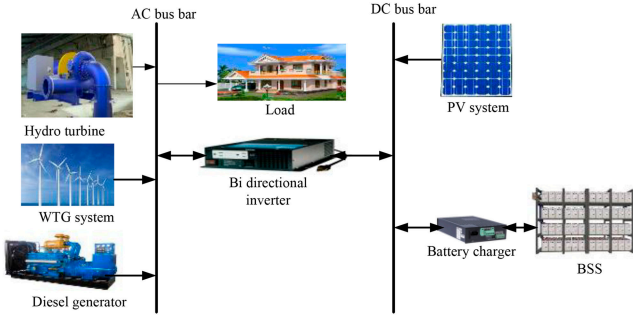 AC bus bar
DC bus bar
Load
PV system
Hydro turbine
Bi directional
inverter
WTG system
Battery charger
BSS
Diesel generator